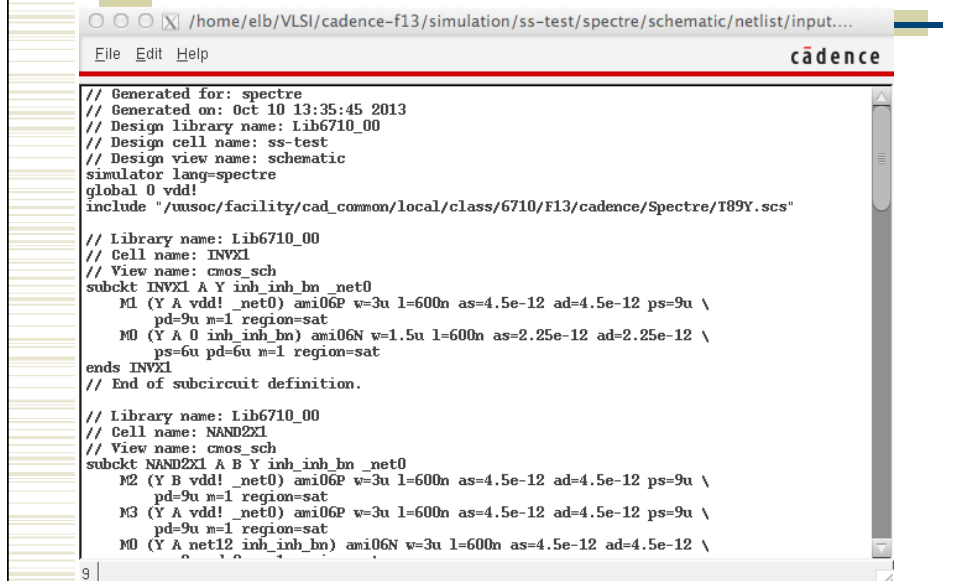 /home/elb/VLSI/cadence-f13/simulation/ss-test/spectre/schematic/netlist/input....
File Edit Help cādence
// Generated for: spectre
// Generated on: Oct 10 13:35:45 2013
// Design library name: Lib6710_00
// Design cell name: ss-test
// Design view name: schematic
simulator lang=spectre
global 0 vdd!
include "/uusoc/facility/cad_common/local/class/6710/F13/cadence/Spectre/T89Y.scs"
// Library name: Lib6710_00
// Cell name: INVX1
// View name: cmos_sch
subckt INVX1 A Y inh_inh_bn _net0
M1 (Y A vdd! _net0) ami06P w=3u l=600n as=4.5e-12 ad=4.5e-12 ps=9u \
pd=9u m=1 region=sat
M0 (Y A 0 inh_inh_bn) ami06N w=1.5u l=600n as=2.25e-12 ad=2.25e-12 \
ps=6u pd=6u m=1 region=sat
ends INVX1
// End of subcircuit definition.
// Library name: Lib6710_00
// Cell name: NAND2X1
// View name: cmos_sch
subckt NAND2X1 A B Y inh_inh_bn _net0
M2 (Y B vdd! _net0) ami06P w=3u l=600n as=4.5e-12 ad=4.5e-12 ps=9u \
pd=9u m=1 region=sat
M3 (Y A vdd! _net0) ami06P w=3u l=600n as=4.5e-12 ad=4.5e-12 ps=9u \
pd=9u m=1 region=sat
M0 (Y A net12 inh_inh_bn) ami06N w=3u l=600n as=4.5e-12 ad=4.5e-12 \
9